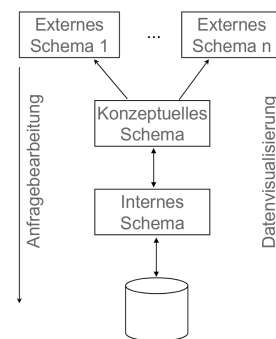 Externes
Schema 1
...
Externes
Schema n
Konzeptuelles
Schema
Internes
Schema
Anfragebearbeitung
Datenvisualisierung